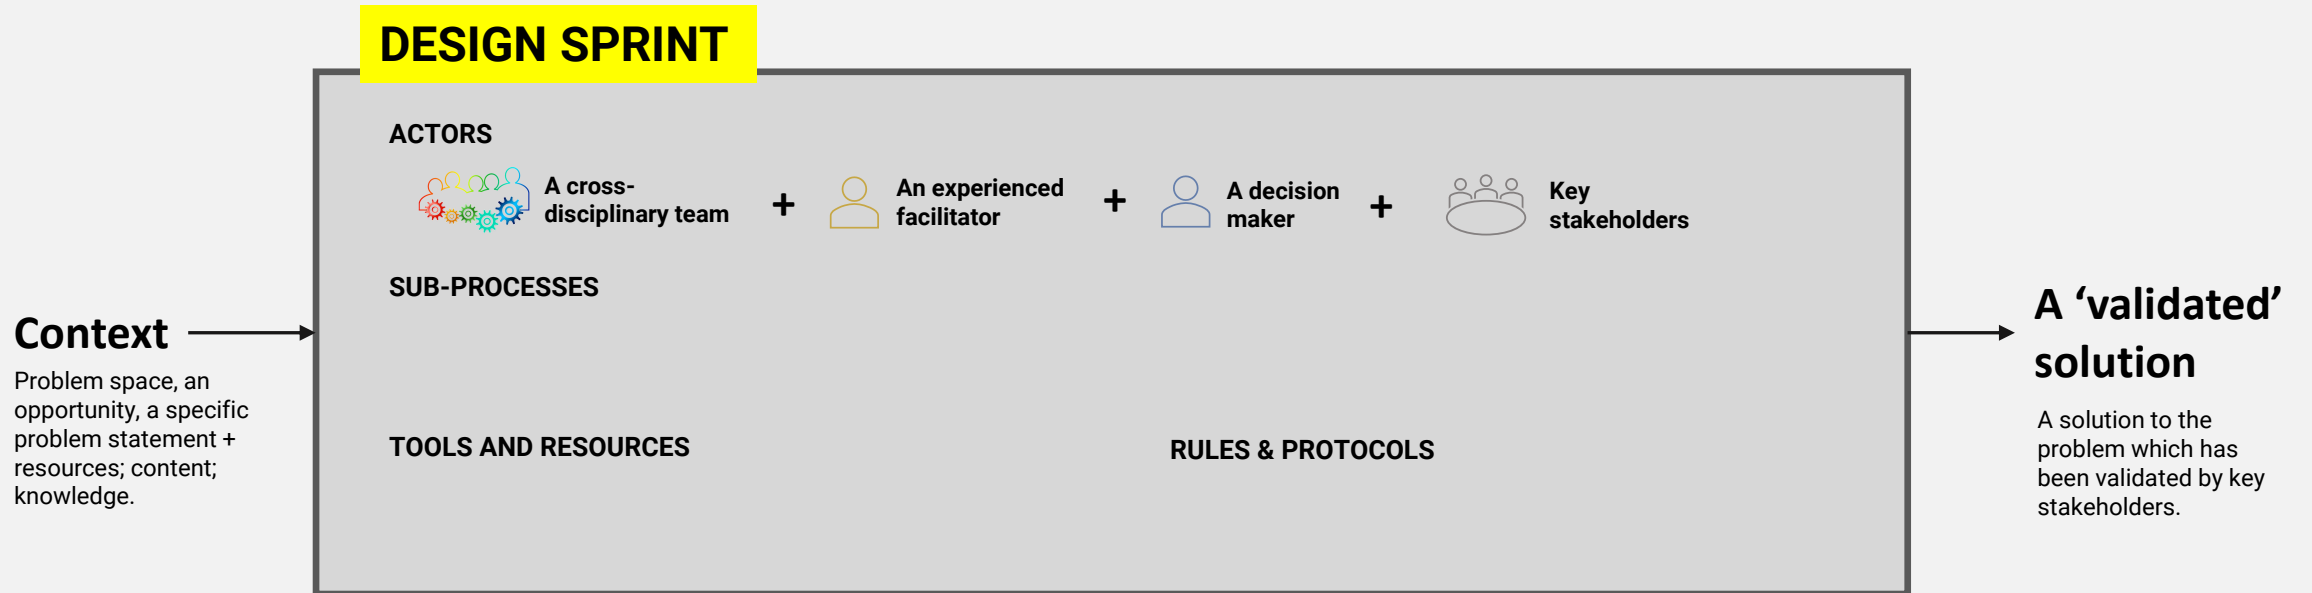 DESIGN SPRINT
ACTORS
A cross-
disciplinary team
+
An experienced
facilitator
+
A decision
maker
+
Key
stakeholders
SUB-PROCESSES
Context
Problem space, an
opportunity, a specific
problem statement +
resources; content;
knowledge.
TOOLS AND RESOURCES
RULES & PROTOCOLS
A ‘validated’
solution
A solution to the
problem which has
been validated by key
stakeholders.